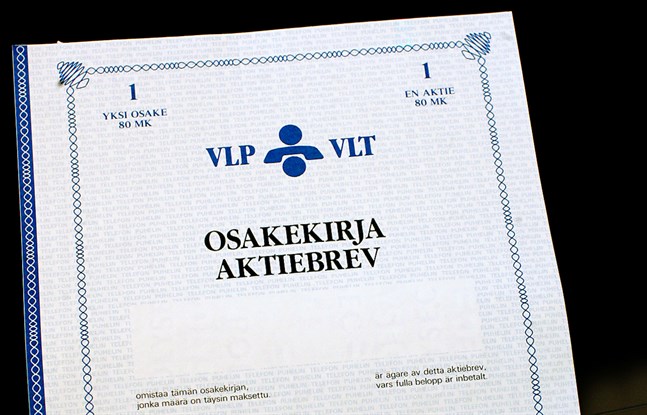 1
YKSI OSAKE
80 MK
1
EN AKTIE
80 MK
VLP VLT
OSAKEKIRJA
AKTIEBREV
omistaa tämän osakekirjan,
jonka määrä on täysin maksettu.
är ägare av detta aktiebrev,
vars fulla belopp är inbetalt.